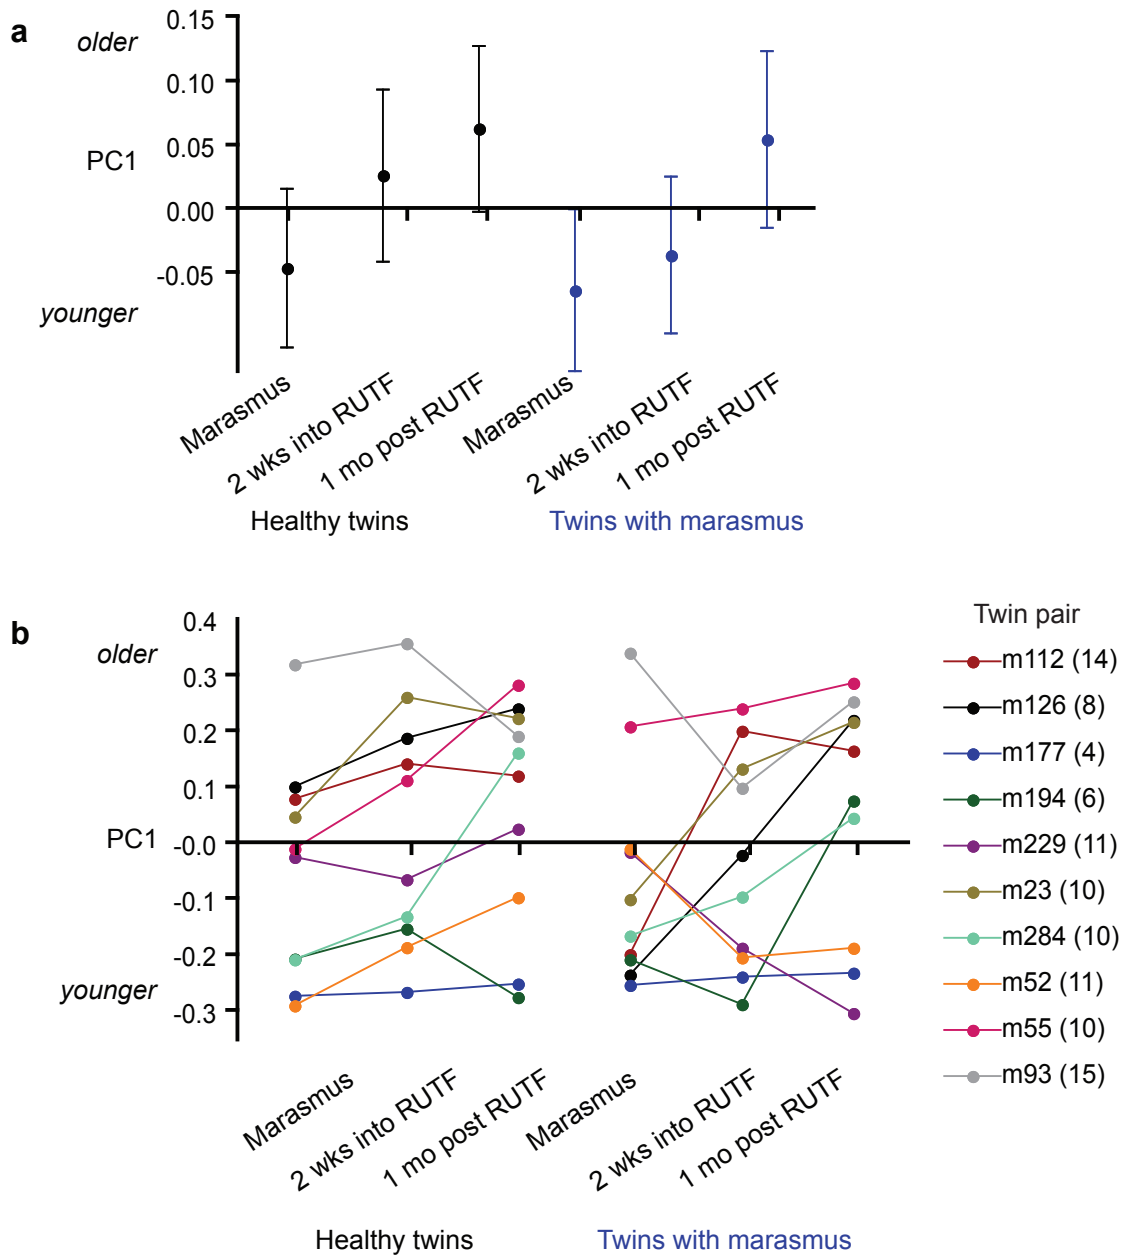 a
older
PC1
younger
0.15
0.10
0.05
0.00
-0.05
Marasmus
2 wks into RUTF
1 mo post RUTF
Marasmus
2 wks into RUTF
1 mo post RUTF
Healthy twins
Twins with marasmus
b
older
PC1
younger
0.4
0.3
0.2
0.1
-0.0
-0.1
-0.2
-0.3
Marasmus
2 wks into RUTF
1 mo post RUTF
Marasmus
2 wks into RUTF
1 mo post RUTF
Healthy twins
Twins with marasmus
Twin pair
m112 (14)
m126 (8)
m177 (4)
m194 (6)
m229 (11)
m23 (10)
m284 (10)
m52 (11)
m55 (10)
m93 (15)